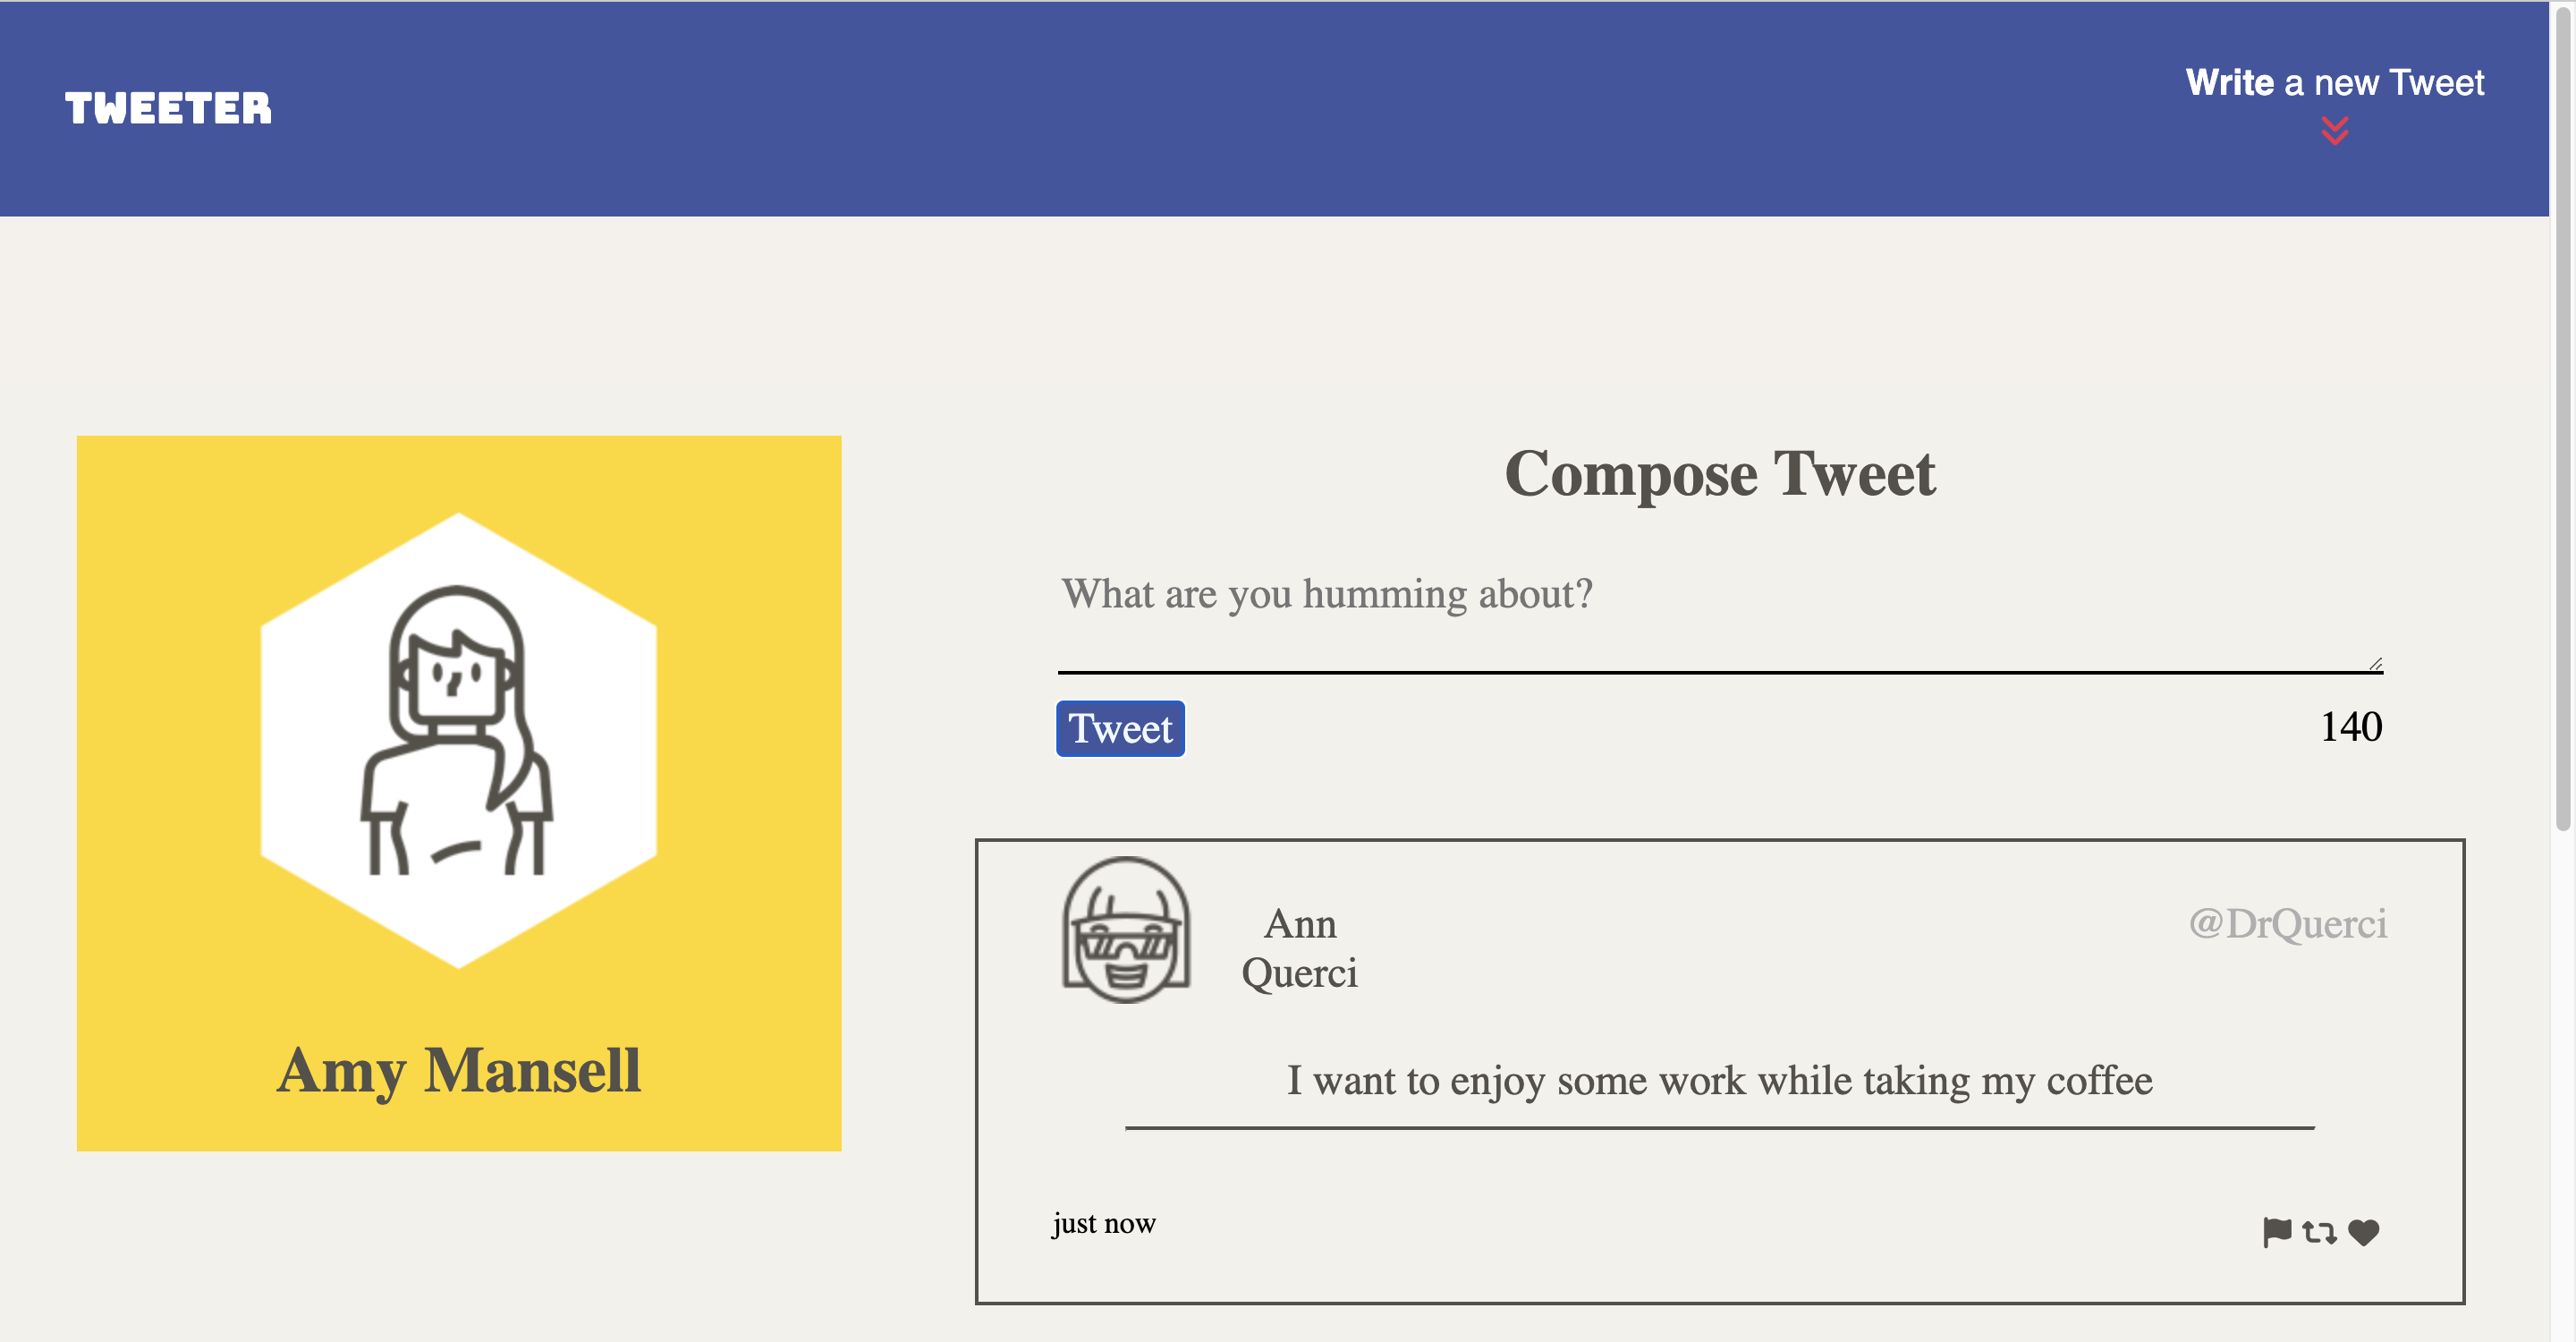 TWEETER
Write a new Tweet
Compose Tweet
What are you humming about?
Tweet
140
Amy Mansell
Ann
Querci
@DrQuerci
I want to enjoy some work while taking my coffee
just now